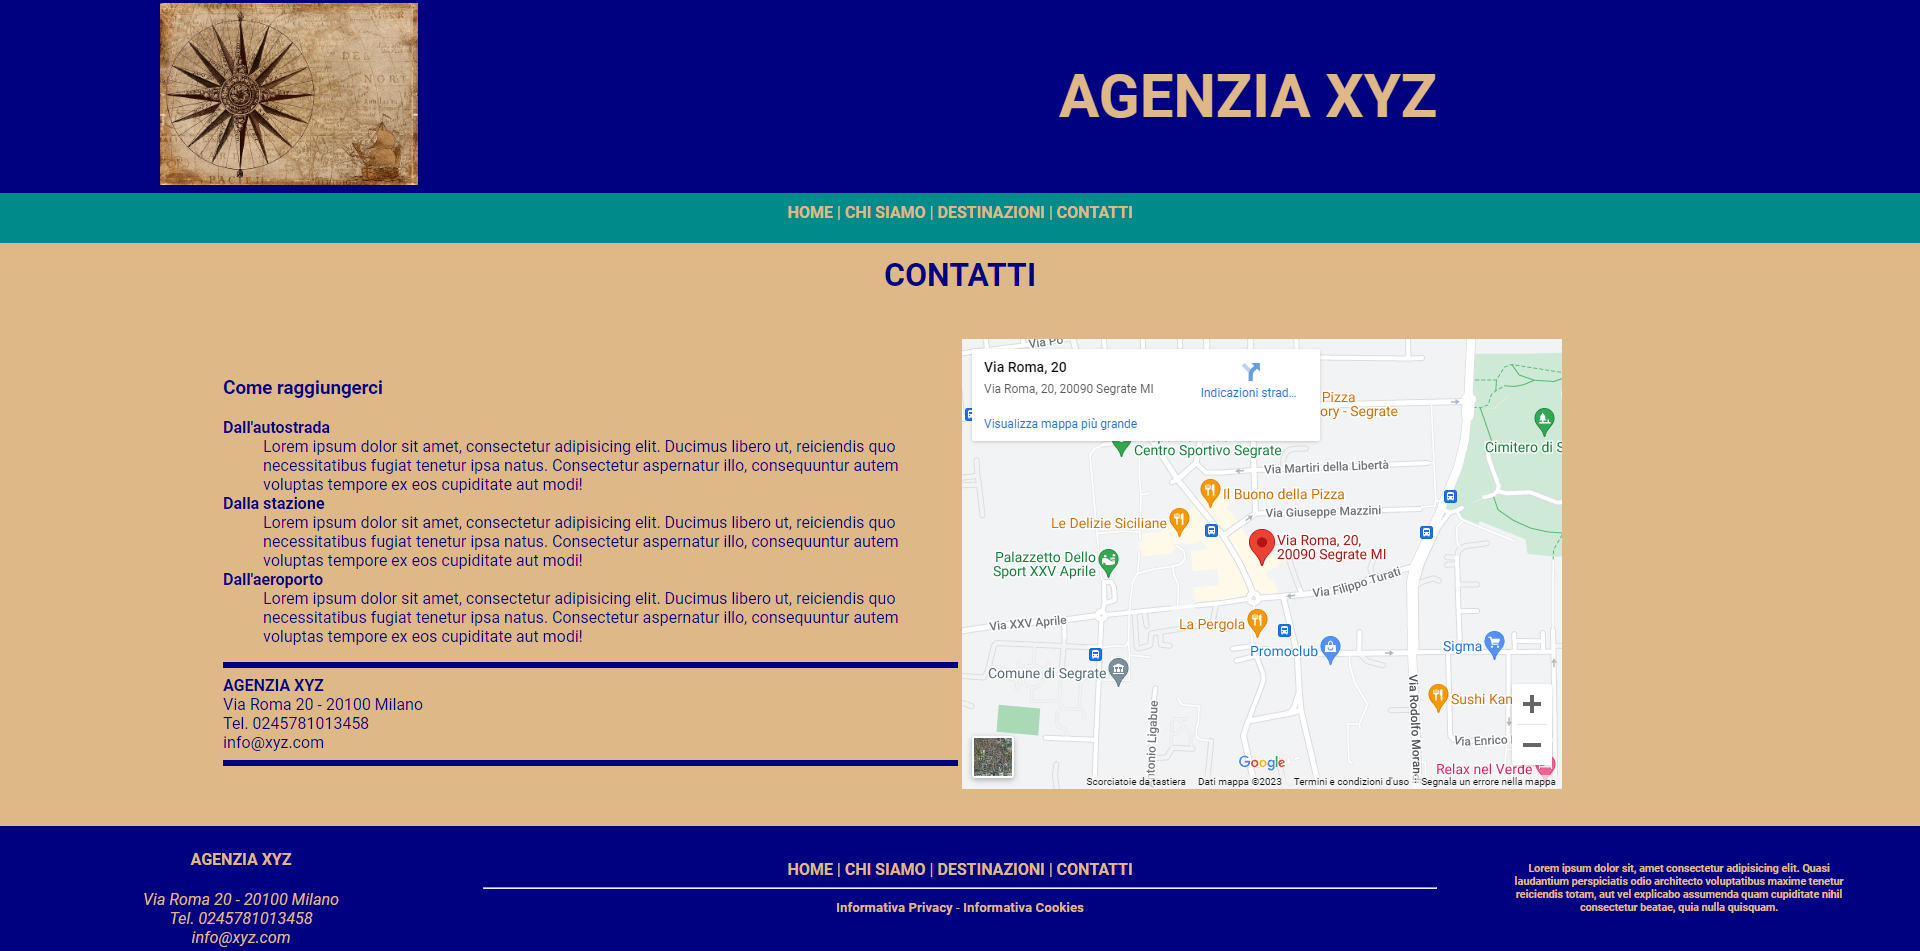 DEL
NORT
PACIFIL
AGENZIA XYZ
HOME | CHI SIAMO | DESTINAZIONI | CONTATTI
CONTATTI
Come raggiungerci
Dall'autostrada
Lorem ipsum dolor sit amet, consectetur adipisicing elit. Ducimus libero ut, reiciendis quo
necessitatibus fugiat tenetur ipsa natus. Consectetur aspernatur illo, consequuntur autem
voluptas tempore ex eos cupiditate aut modi!
Dalla stazione
Lorem ipsum dolor sit amet, consectetur adipisicing elit. Ducimus libero ut, reiciendis quo
necessitatibus fugiat tenetur ipsa natus. Consectetur aspernatur illo, consequuntur autem
voluptas tempore ex eos cupiditate aut modi!
Dall'aeroporto
Lorem ipsum dolor sit amet, consectetur adipisicing elit. Ducimus libero ut, reiciendis quo
necessitatibus fugiat tenetur ipsa natus. Consectetur aspernatur illo, consequuntur autem
voluptas tempore ex eos cupiditate aut modi!
AGENZIA XYZ
Via Roma 20 - 20100 Milano
Tel. 0245781013458
info@xyz.com
Via Po
Via Roma, 20
Via Roma, 20, 20090 Segrate MI
Indicazioni strad...
Visualizza mappa più grande
Pizza
ory - Segrate
Cimitero di S
Centro Sportivo Segrate
Via Martiri della Libertà
Il Buono della Pizza
Via Giuseppe Mazzini
Le Delizie Siciliane
Via Roma, 20,
20090 Segrate MI
Palazzetto Dello
Sport XXV Aprile
Via Filippo Turati
Via XXV Aprile
La Pergola
Promoclub
Sigma
Comune di Segrate
Via Rodolfo Morand
Sushi Kan
tonio Ligabue
Via Enrico
Relax nel Verde
Google
Scorciatoie da tastiera
Dati mappa ©2023
Termini e condizioni d'uso
Segnala un errore nella mappa
AGENZIA XYZ
Via Roma 20 - 20100 Milano
Tel. 0245781013458
info@xyz.com
HOME | CHI SIAMO | DESTINAZIONI | CONTATTI
Informativa Privacy - Informativa Cookies
Lorem ipsum dolor sit, amet consectetur adipisicing elit. Quasi
laudantium perspiciatis odio architecto voluptatibus maxime tenetur
reiciendis totam, aut vel explicabo assumenda quam cupiditate nihil
consectetur beatae, quia nulla quisquam.